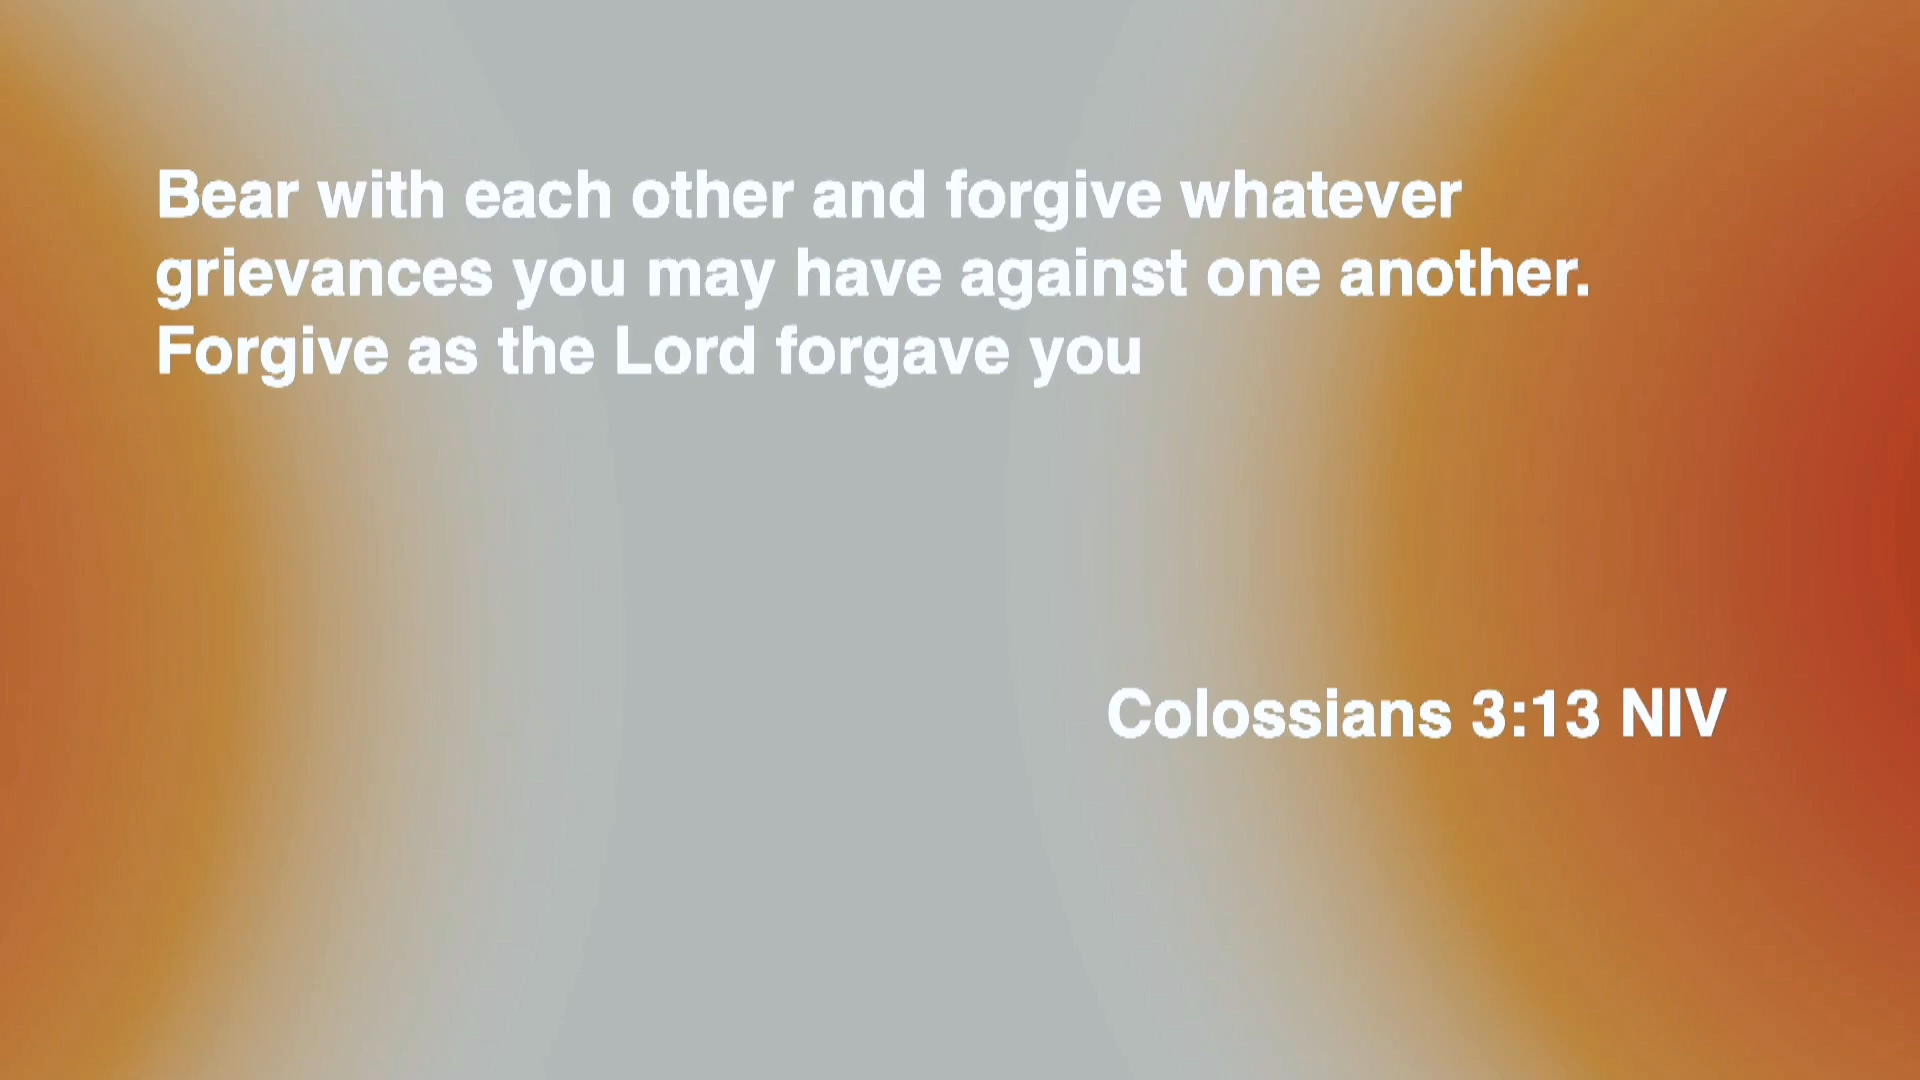 Bear with each other and forgive whatever
grievances you may have against one another.
Forgive as the Lord forgave you
Colossians 3:13 NIV